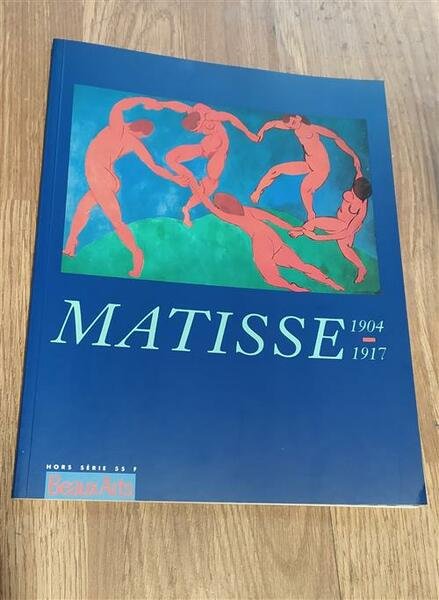 MATISSE 1904
1917
HORS SÉRIE 55 F
Beaux Arts